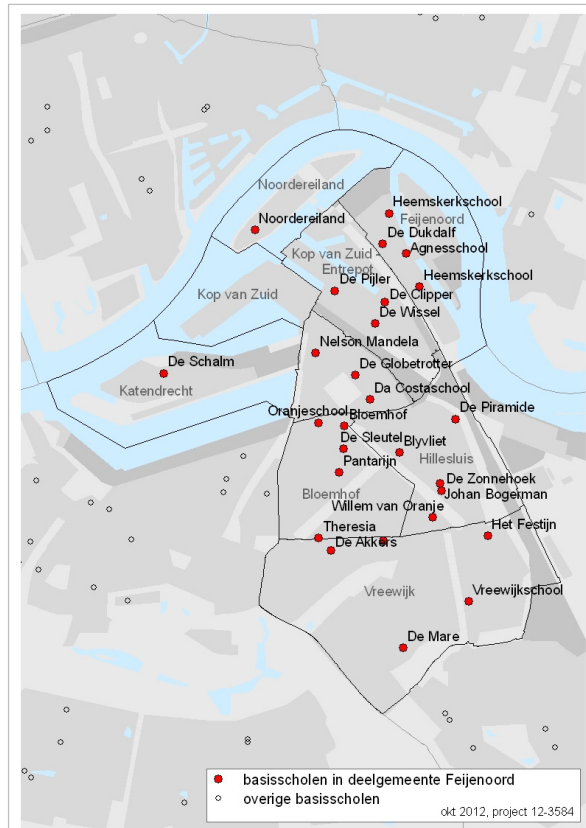 Noordereiland
Noordereiland
Heemskerkschool
Feijenoord
De Dukdalf
Agnesschool
Kop van Zuid
Entrepot
De Pijler
Heemskerkschool
De Clipper
De Wissel
Kop van Zuid
Nelson Mandela
De Schalm
De Globetrotter
Katendrecht
Da Costaschool
Oranjeschool
Bloemhof
De Piramide
De Sleutel
Blyvliet
Pantarijn
Hillesluis
De Zonnehoek
Bloemhof
Johan Bogerman
Willem van Oranje
Theresia
Het Festijn
De Akkers
Vreewijk
Vreewijkschool
De Mare
basisscholen in deelgemeente Feijenoord
overige basisscholen
okt 2012, project 12-3584